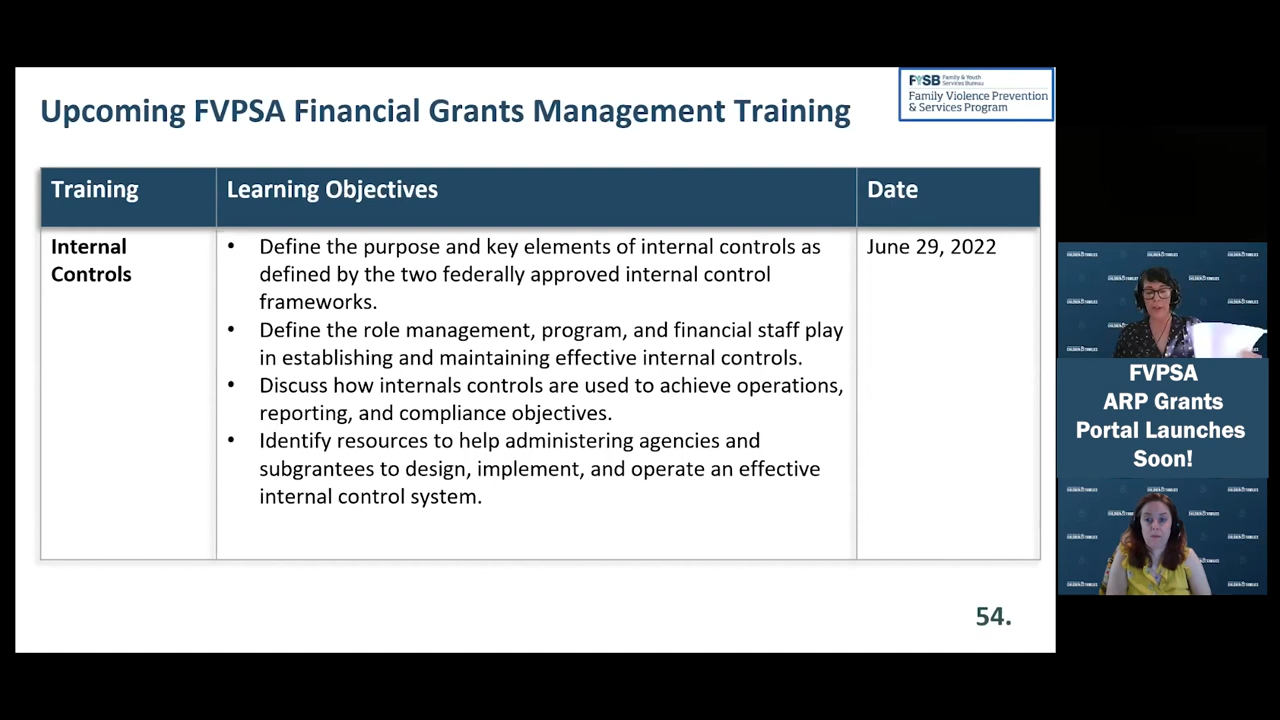 Upcoming FVPSA Financial Grants Management Training
FYSB Family & Youth
Services Bureau
Family Violence Prevention
& Services Program
Training
Learning Objectives
Date
Internal
Controls
• Define the purpose and key elements of internal controls as
defined by the two federally approved internal control
frameworks.
• Define the role management, program, and financial staff play
in establishing and maintaining effective internal controls.
• Discuss how internals controls are used to achieve operations,
reporting, and compliance objectives.
• Identify resources to help administering agencies and
subgrantees to design, implement, and operate an effective
internal control system.
June 29, 2022
54.
FVPSA
ARP Grants
Portal Launches
Soon!